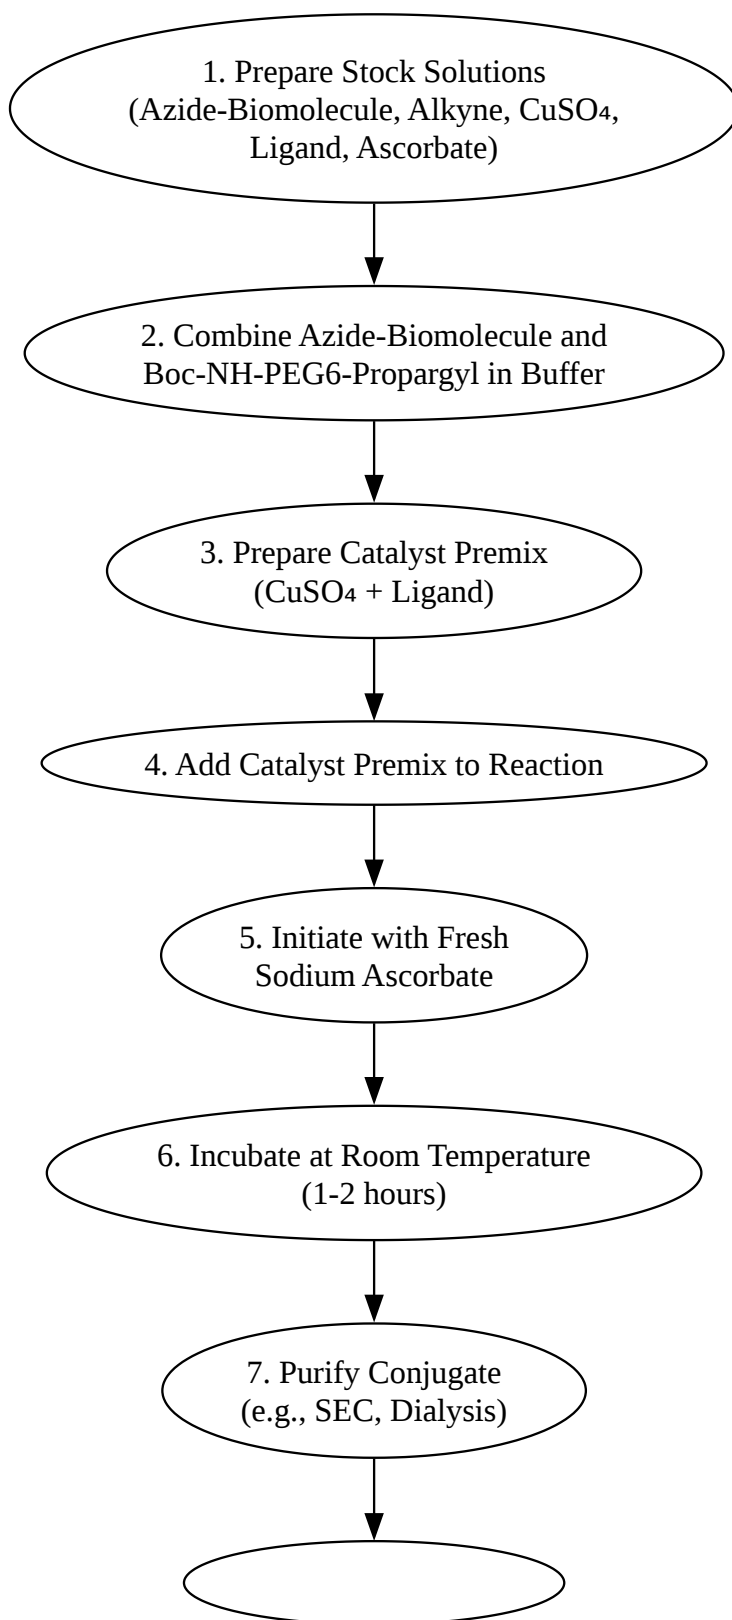 1. Prepare Stock Solutions
(Azide-Biomolecule, Alkyne, CuSO₄,
Ligand, Ascorbate)
2. Combine Azide-Biomolecule and
Boc-NH-PEG6-Propargyl in Buffer
3. Prepare Catalyst Premix
(CuSO₄ + Ligand)
4. Add Catalyst Premix to Reaction
5. Initiate with Fresh
Sodium Ascorbate
6. Incubate at Room Temperature
(1-2 hours)
7. Purify Conjugate
(e.g., SEC, Dialysis)